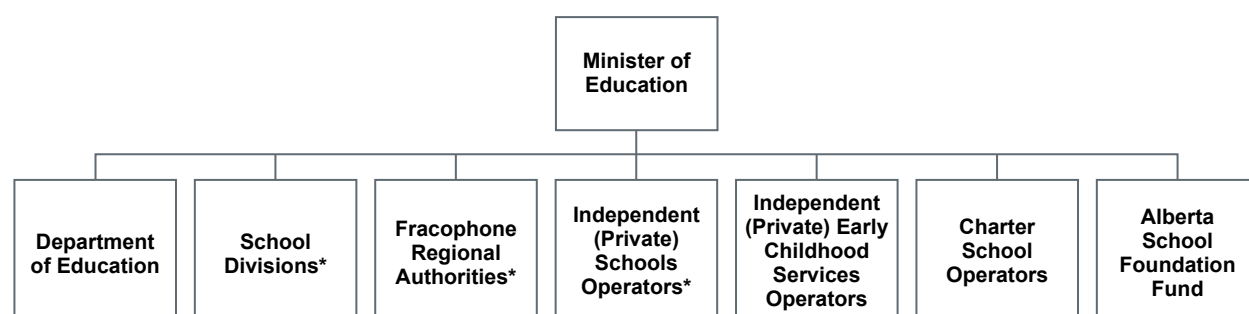 Minister of
Education
Department
of Education
School
Divisions*
Fracophone
Regional
Authorities*
Independent
(Private)
Schools
Operators*
Independent
(Private) Early
Childhood
Services
Operators
Charter
School
Operators
Alberta
School
Foundation
Fund